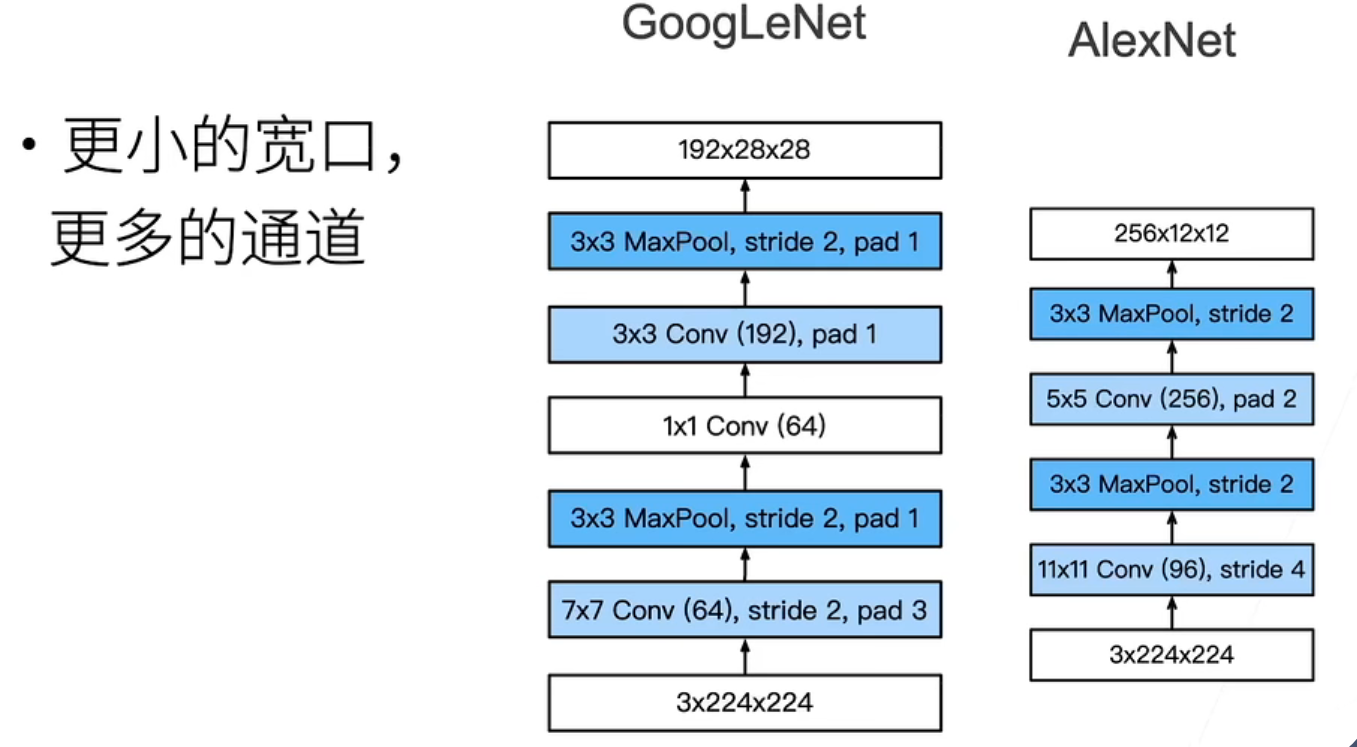 GoogLeNet
AlexNet
• 更小的宽口，
更多的通道
192x28x28
3x3 MaxPool, stride 2, pad 1
3x3 Conv (192), pad 1
1x1 Conv (64)
3x3 MaxPool, stride 2, pad 1
7x7 Conv (64), stride 2, pad 3
3x224x224
256x12x12
3x3 MaxPool, stride 2
5x5 Conv (256), pad 2
3x3 MaxPool, stride 2
11x11 Conv (96), stride 4
3x224x224